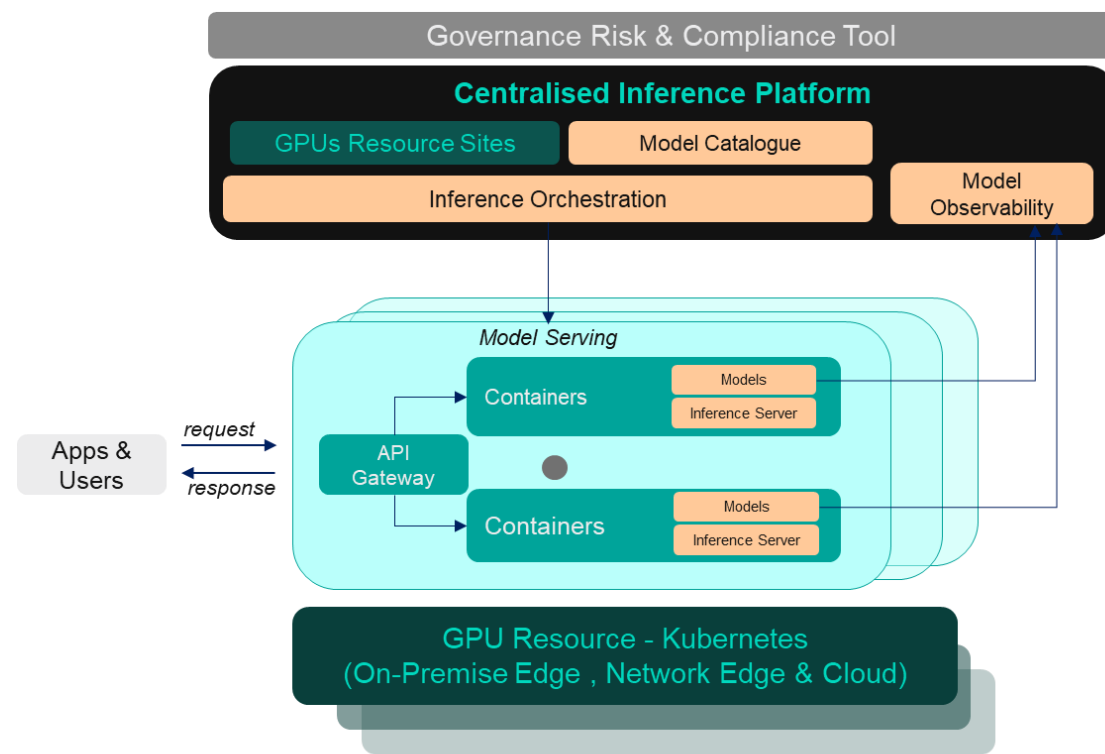 Governance Risk & Compliance Tool
Centralised Inference Platform
GPUs Resource Sites
Model Catalogue
Inference Orchestration
Model
Observability
Model Serving
Containers
Models
Inference Server
request
Apps &
Users
response
API
Gateway
Containers
Models
Inference Server
GPU Resource - Kubernetes
(On-Premise Edge , Network Edge & Cloud)